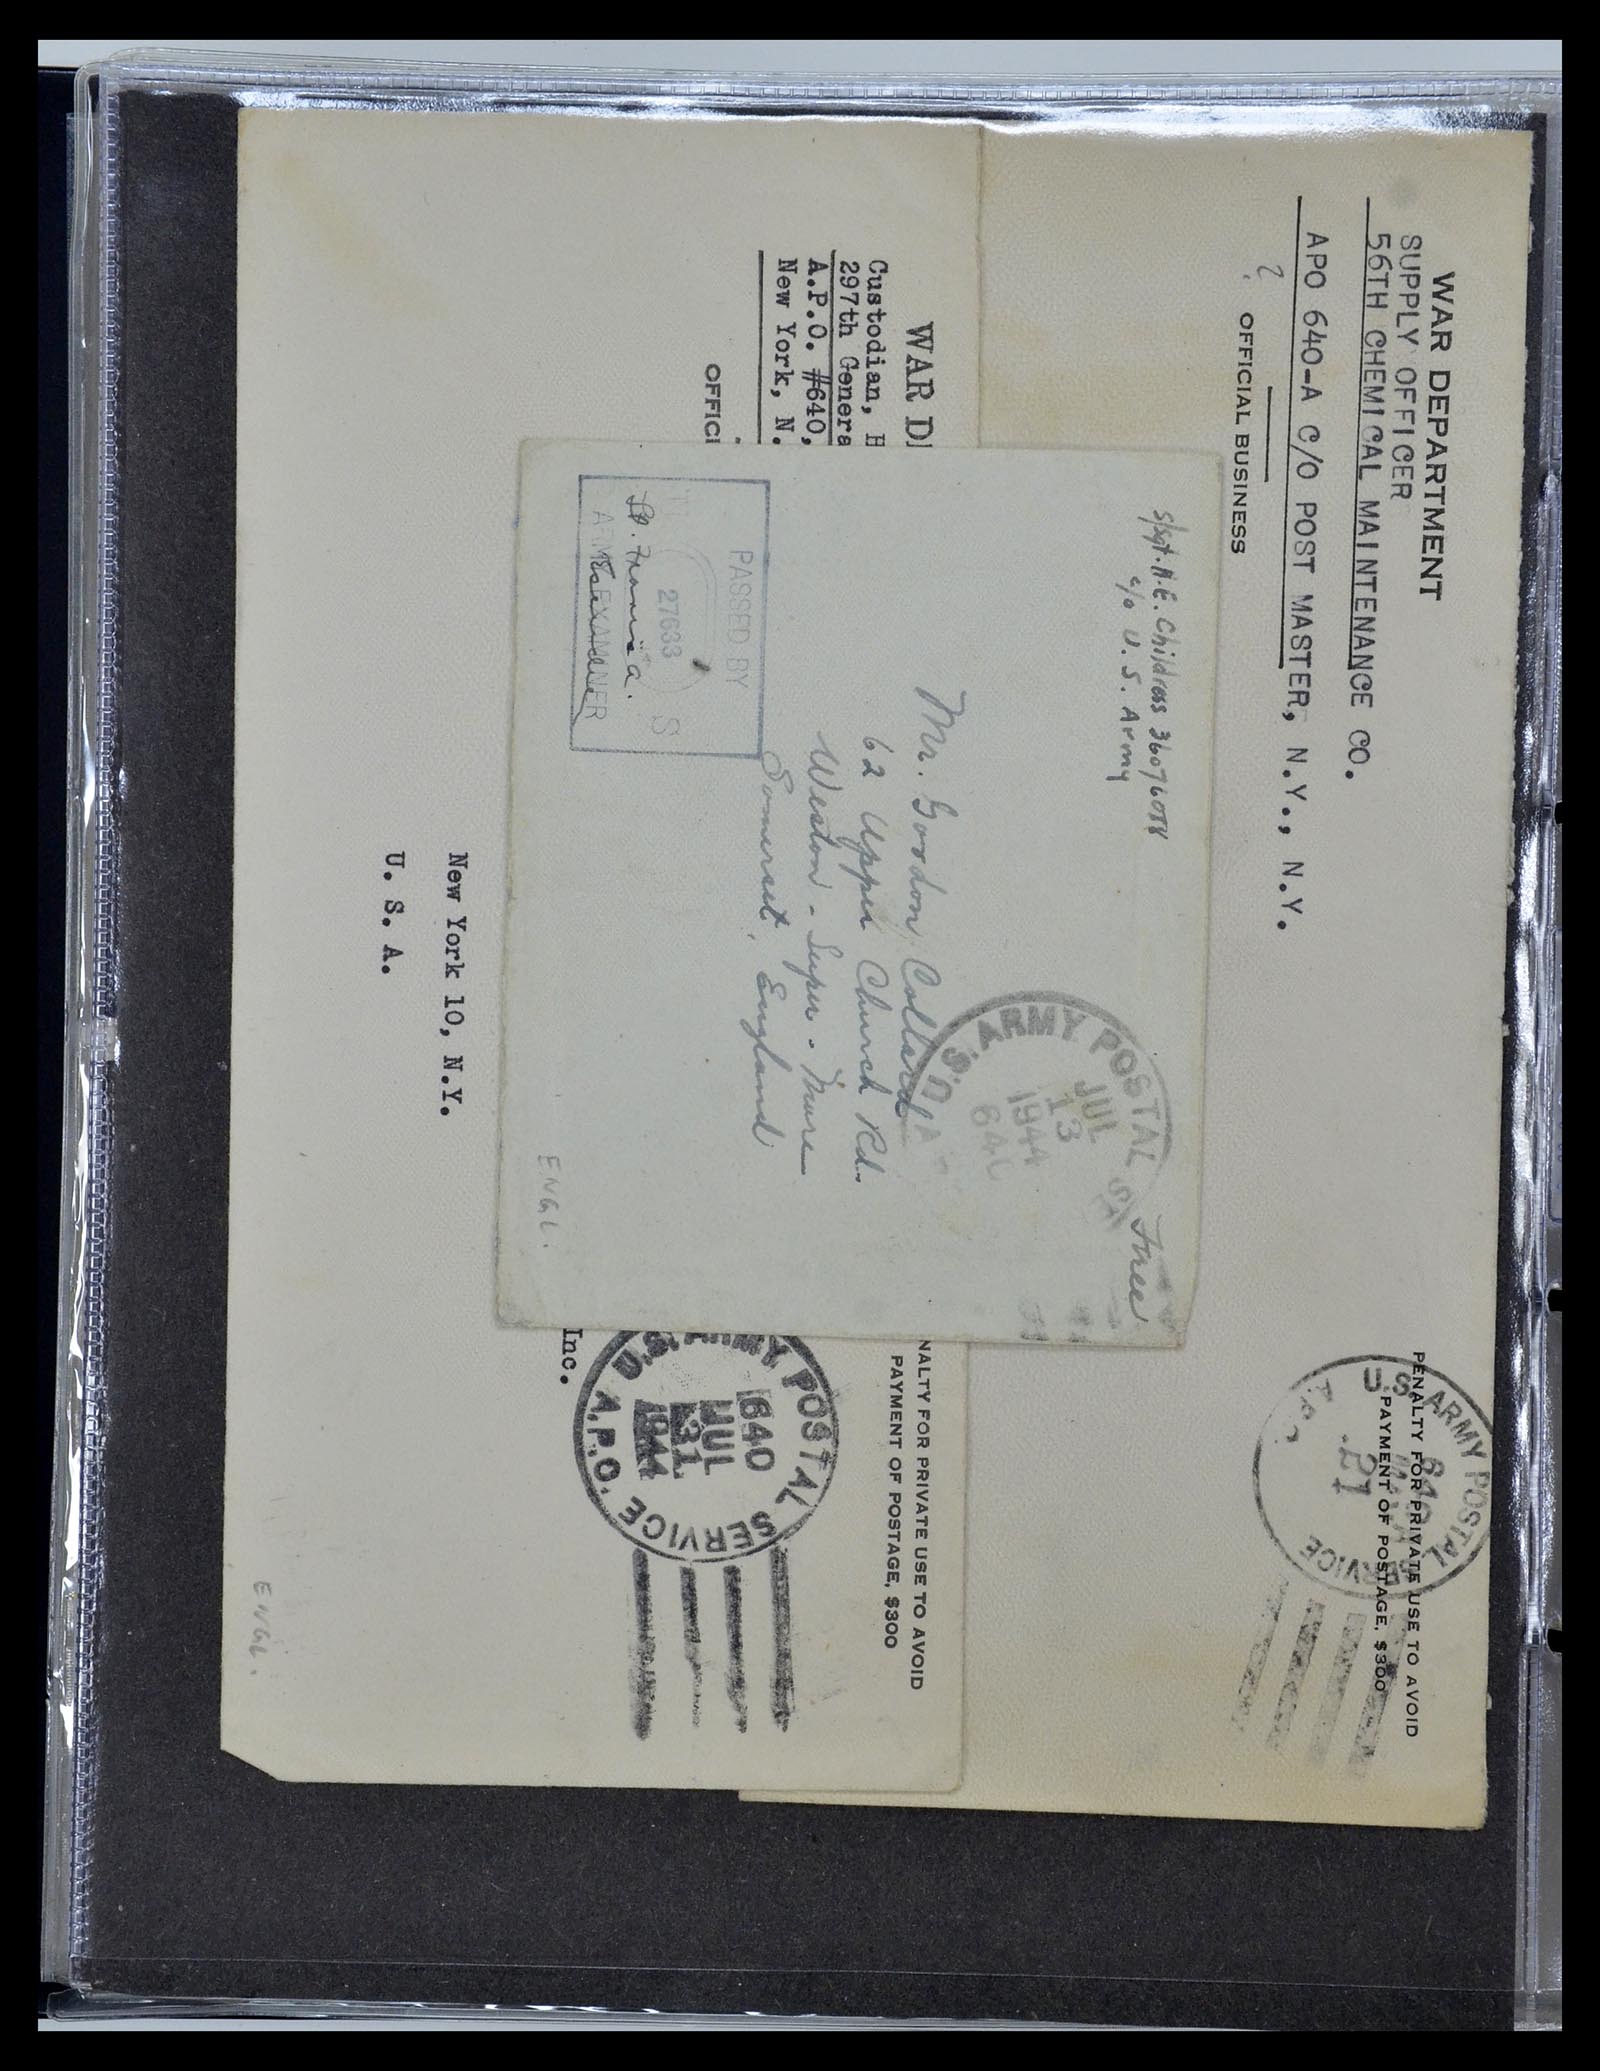 WAR DEPARTMENT
SUPPLY OFFICER
56TH CHEMICAL MAINTENANCE CO.
APO 640-A C/O POST MASTER, N.Y., N.Y.
?
OFFICIAL BUSINESS
PENALTY FOR PRIVATE USE TO AVOID
PAYMENT OF POSTAGE, $300
U.S. ARMY POSTAL SERVICE
640
21
WAR D
Custodian, H
297th Genera
A.P.O. #640,
New York, N.
OFFICI
NALTY FOR PRIVATE USE TO AVOID
PAYMENT OF POSTAGE, $300
U.S. ARMY POSTAL SERVICE
A.P.O.
640
JUL
31
1944
Inc.
New York 10, N.Y.
U. S. A.
ENGL.
S/Sgt. H.E. Childress
c/o U. S. Army
Free
U.S. ARMY POSTAL
JUL
13
1944
Mr. Gordon Collard
62 Upper Church Rd.
Weston-Super-Mare
Somerset, England
PASSED BY
27633
S
ARMY EXAMINER
ENGL.